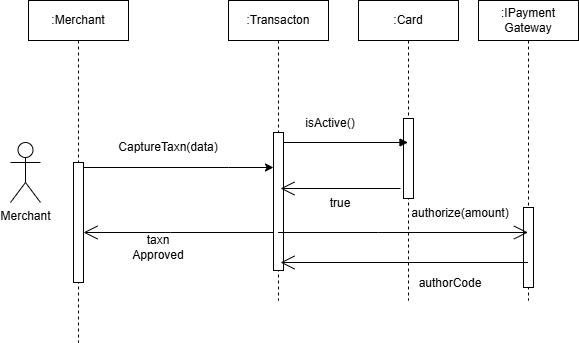 :Merchant
:Transacton
:Card
:IPayment
Gateway
isActive()
CaptureTaxn(data)
true
authorize(amount)
Merchant
taxn
Approved
authorCode